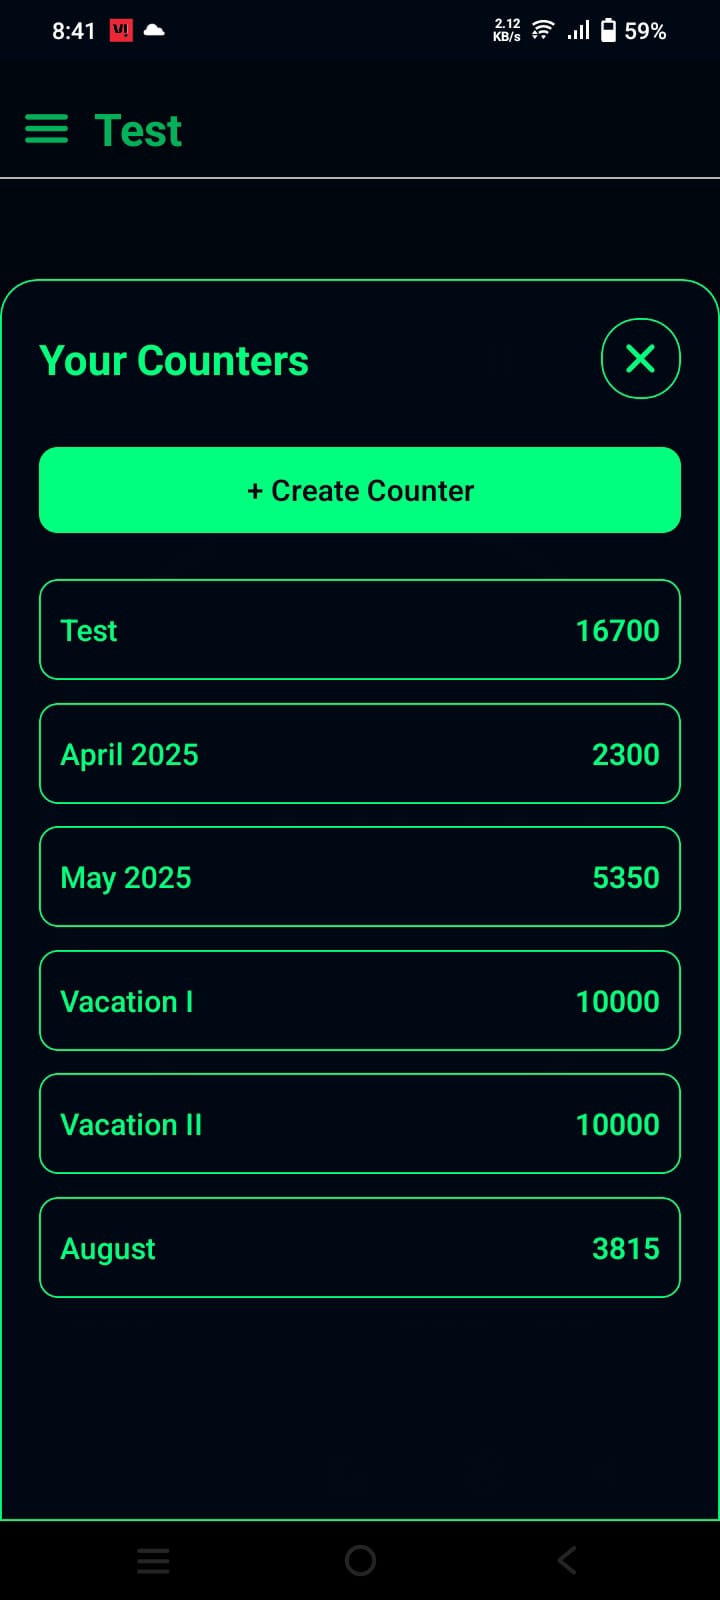 8:41 VI! 2.12 KB/s 59%
Test
Your Counters
+ Create Counter
Test 16700
April 2025 2300
May 2025 5350
Vacation I 10000
Vacation II 10000
August 3815